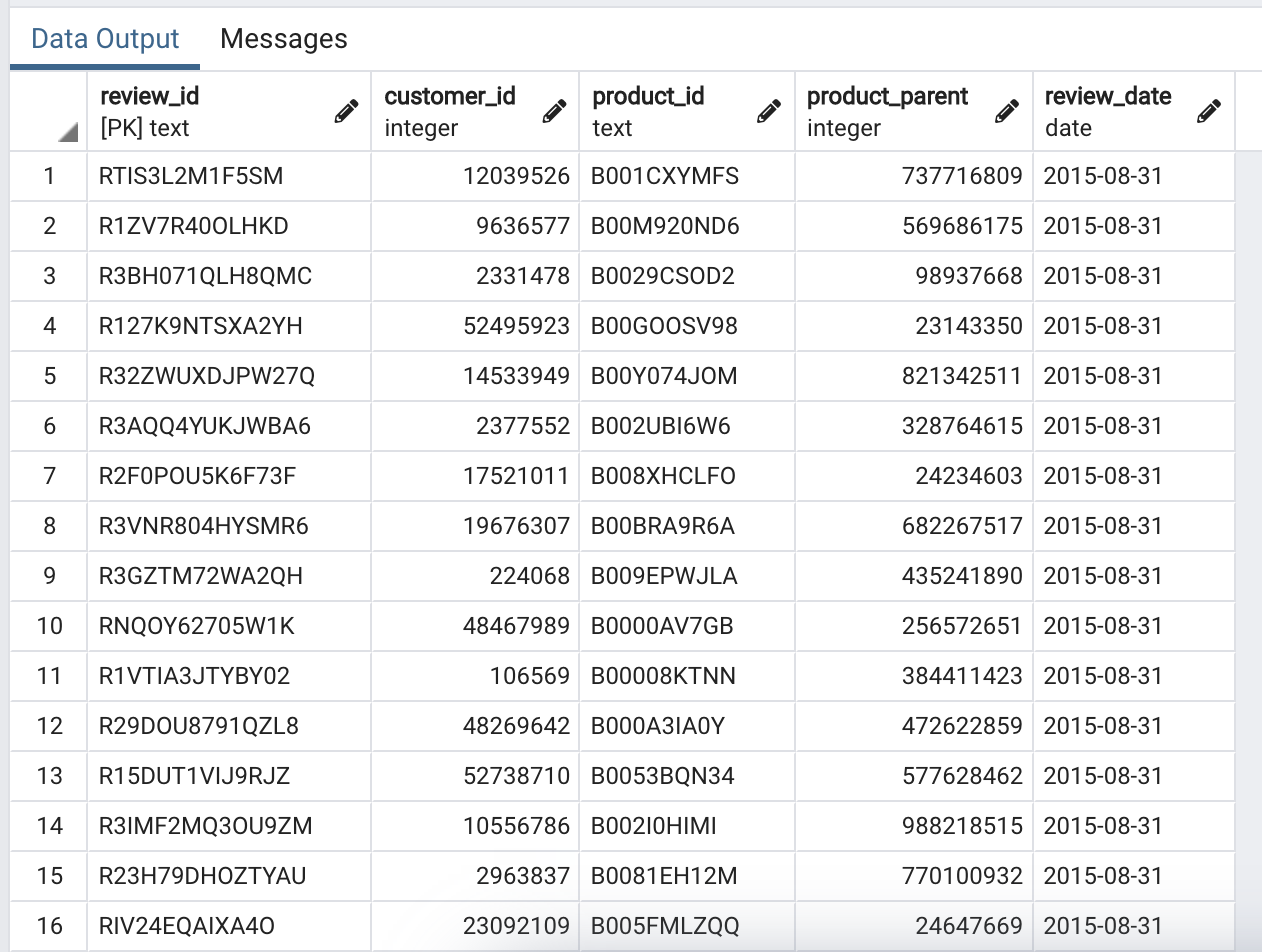 Data Output Messages
review_id customer_id product_id product_parent review_date
[PK] text integer text integer date
1 RTIS3L2M1F5SM 12039526 B001CXYMFS 737716809 2015-08-31
2 R1ZV7R40OLHKD 9636577 B00M920ND6 569686175 2015-08-31
3 R3BH071QLH8QMC 2331478 B0029CSOD2 98937668 2015-08-31
4 R127K9NTSXA2YH 52495923 B00GOOSV98 23143350 2015-08-31
5 R32ZWUXDJPW27Q 14533949 B00Y074JOM 821342511 2015-08-31
6 R3AQQ4YUKJWBA6 2377552 B002UBI6W6 328764615 2015-08-31
7 R2F0POU5K6F73F 17521011 B008XHCLFO 24234603 2015-08-31
8 R3VNR804HYSMR6 19676307 B00BRA9R6A 682267517 2015-08-31
9 R3GZTM72WA2QH 224068 B009EPWJLA 435241890 2015-08-31
10 RNQOY62705W1K 48467989 B0000AV7GB 256572651 2015-08-31
11 R1VTIA3JTYBY02 106569 B00008KTNN 384411423 2015-08-31
12 R29DOU8791QZL8 48269642 B000A3IA0Y 472622859 2015-08-31
13 R15DUT1VIJ9RJZ 52738710 B0053BQN34 577628462 2015-08-31
14 R3IMF2MQ3OU9ZM 10556786 B002I0HIMI 988218515 2015-08-31
15 R23H79DHOZTYAU 2963837 B0081EH12M 770100932 2015-08-31
16 RIV24EQAIXA4O 23092109 B005FMLZQQ 24647669 2015-08-31